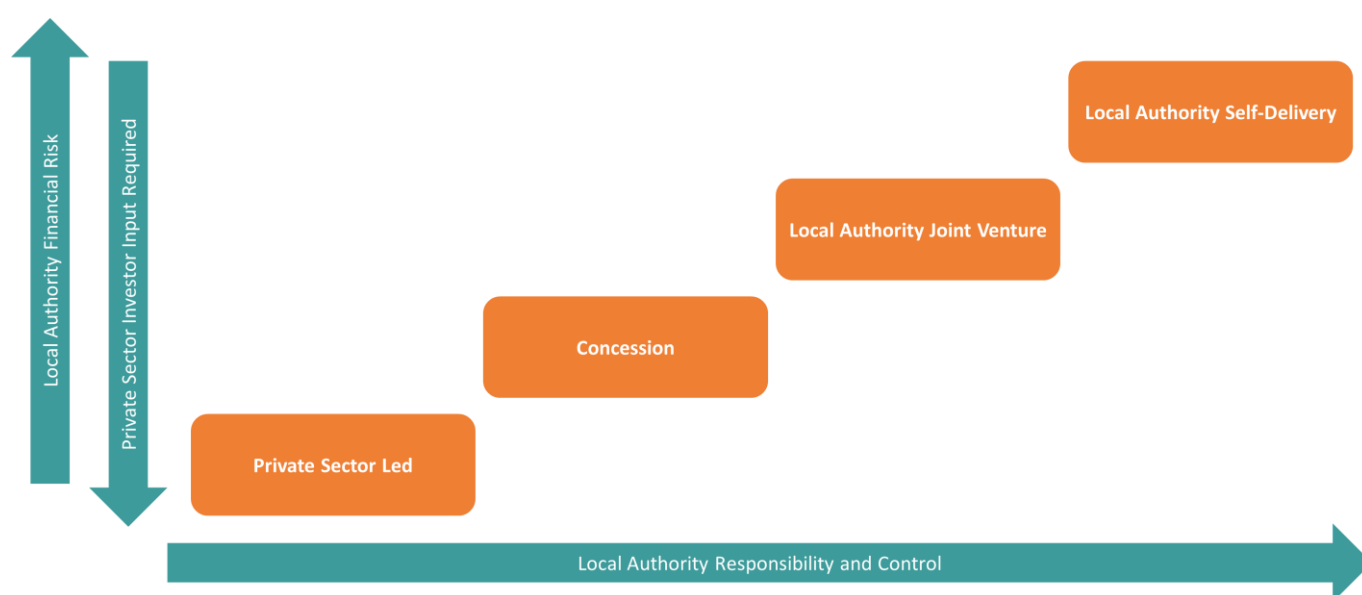 Local Authority Financial Risk
Private Sector Investor Input Required
Local Authority Self-Delivery
Local Authority Joint Venture
Concession
Private Sector Led
Local Authority Responsibility and Control